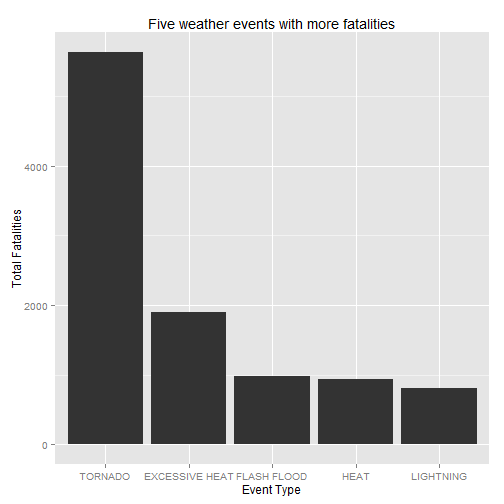 Five weather events with more fatalities
Total Fatalities
4000
2000
0
TORNADO
EXCESSIVE HEAT
FLASH FLOOD
HEAT
LIGHTNING
Event Type